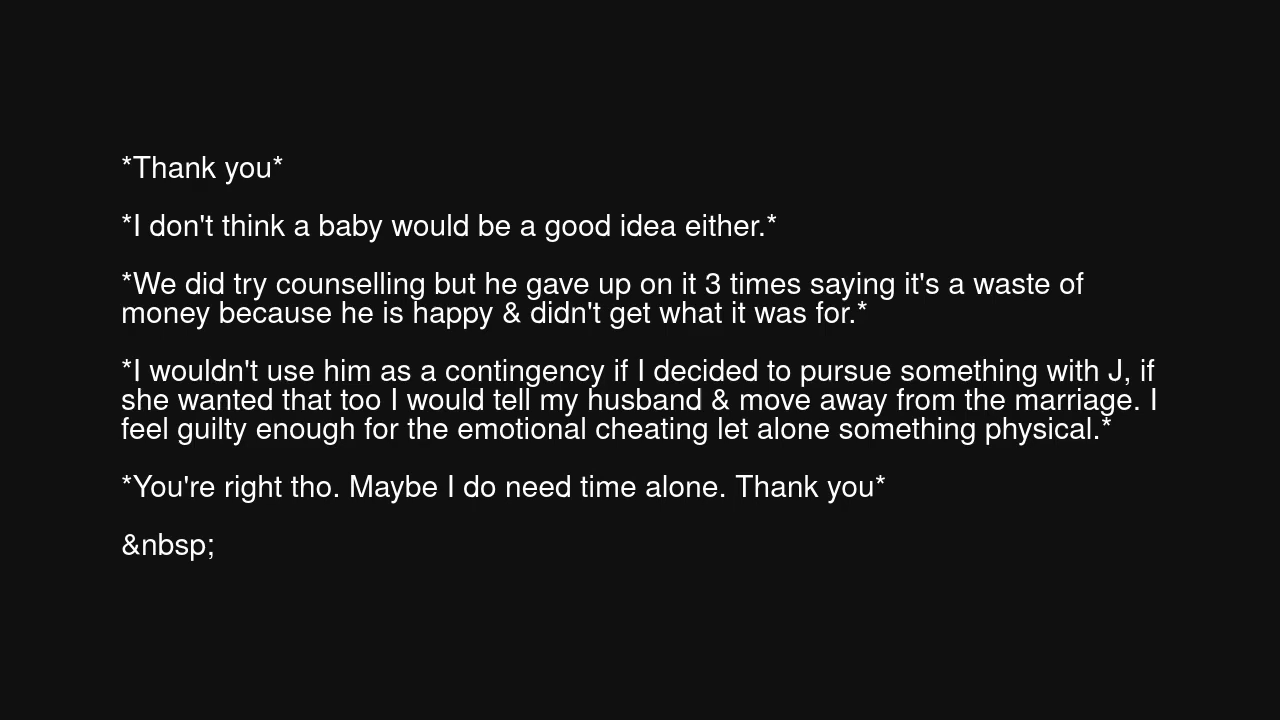 *Thank you*
*I don't think a baby would be a good idea either.*
*We did try counselling but he gave up on it 3 times saying it's a waste of
money because he is happy & didn't get what it was for.*
*I wouldn't use him as a contingency if I decided to pursue something with J, if
she wanted that too I would tell my husband & move away from the marriage. I
feel guilty enough for the emotional cheating let alone something physical.*
*You're right tho. Maybe I do need time alone. Thank you*
&nbsp;